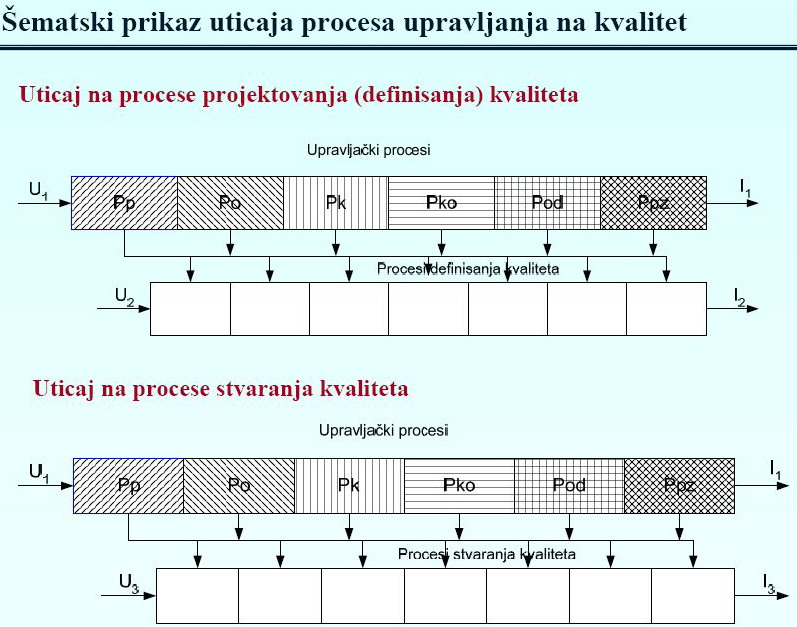 Šematski prikaz uticaja procesa upravljanja na kvalitet
Uticaj na procese projektovanja (definisanja) kvaliteta
Upravljački procesi
U1 Pp Po Pk Pko Pod Ppz I1
Procesi definisanja kvaliteta
U2 I2
Uticaj na procese stvaranja kvaliteta
Upravljački procesi
U1 Pp Po Pk Pko Pod Ppz I1
Procesi stvaranja kvaliteta
U3 I3